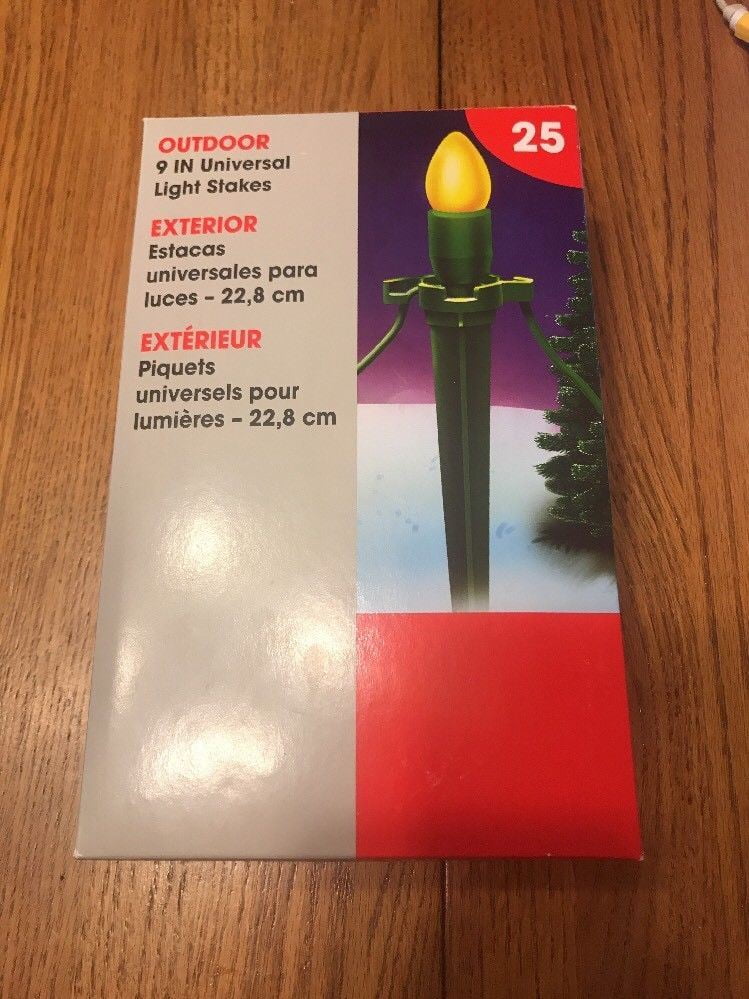 OUTDOOR
9 IN Universal
Light Stakes
EXTERIOR
Estacas
universales para
luces – 22,8 cm
EXTÉRIEUR
Piquets
universels pour
lumières – 22,8 cm
25